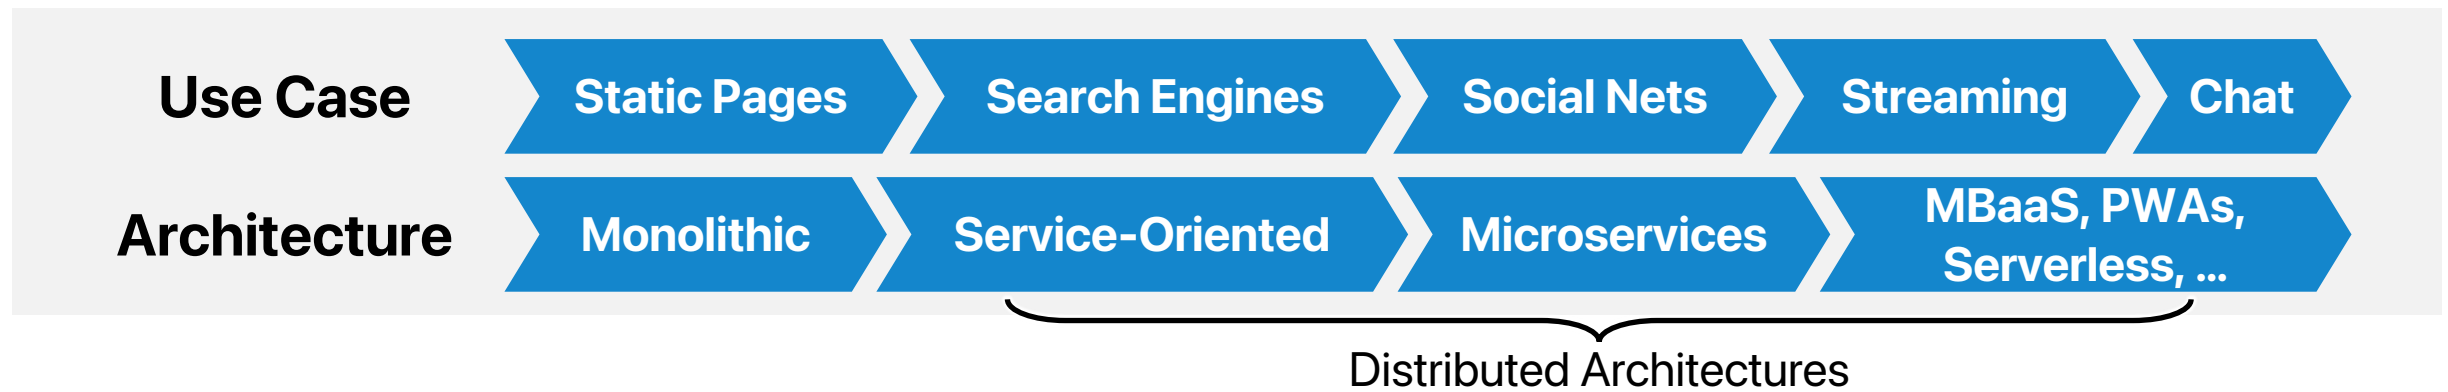 Use Case
Static Pages
Search Engines
Social Nets
Streaming
Chat
Architecture
Monolithic
Service-Oriented
Microservices
MBaaS, PWAs,
Serverless, ...
Distributed Architectures